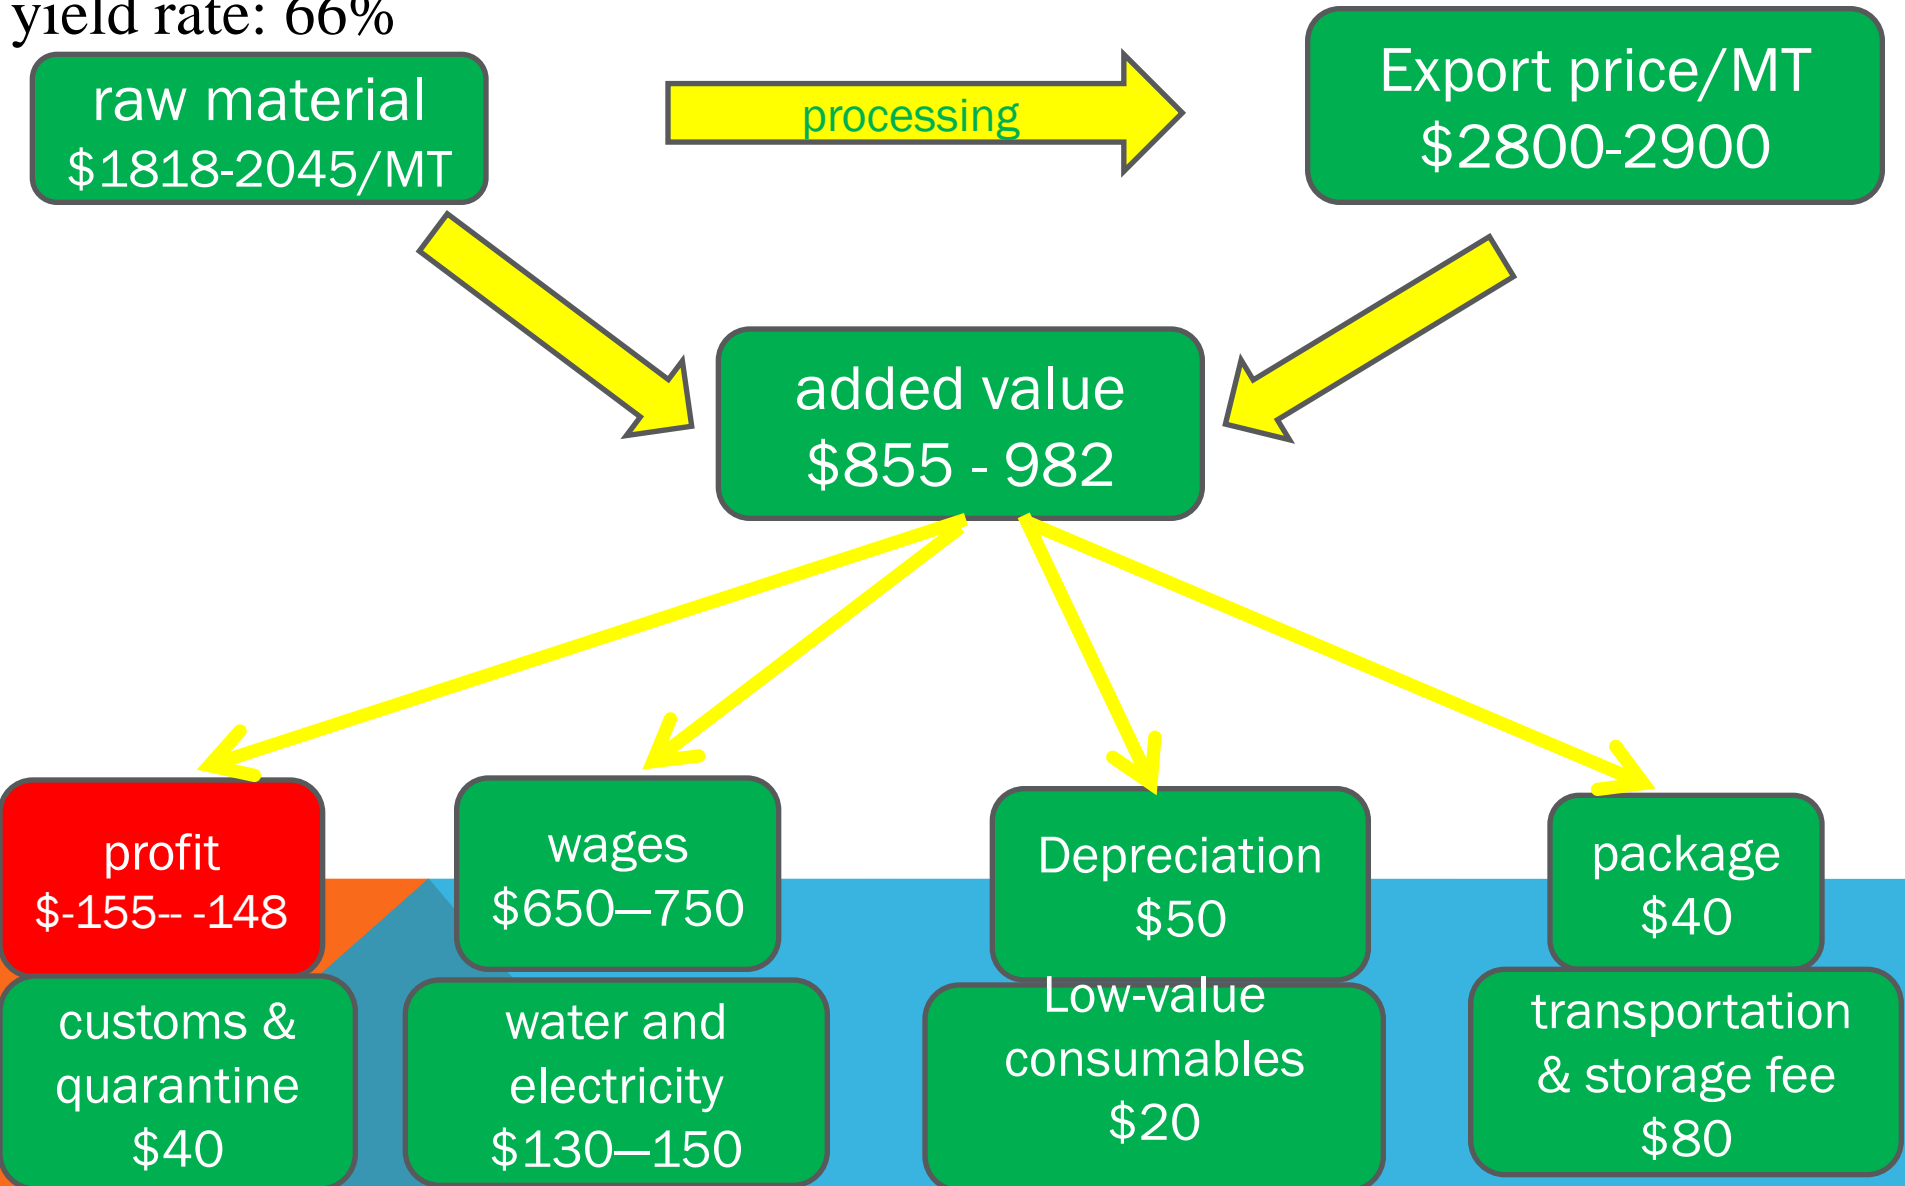 yield rate: 66%
raw material
$1818-2045/MT
processing
Export price/MT
$2800-2900
added value
$855 - 982
profit
$-155-- -148
wages
$650—750
Depreciation
$50
package
$40
customs &
quarantine
$40
water and
electricity
$130—150
Low-value
consumables
$20
transportation
& storage fee
$80